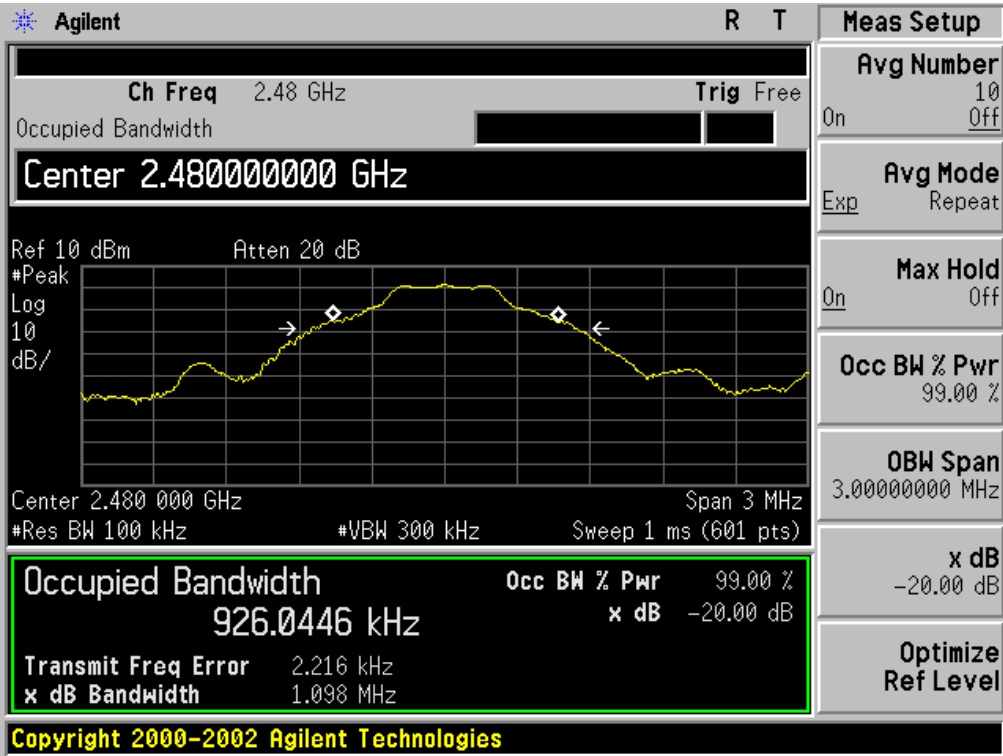 Agilent R T
Ch Freq 2.48 GHz Trig Free
Occupied Bandwidth
Center 2.480000000 GHz
Ref 10 dBm Atten 20 dB
#Peak
Log
10
dB/
Center 2.480 000 GHz Span 3 MHz
#Res BW 100 kHz #VBW 300 kHz Sweep 1 ms (601 pts)
Occupied Bandwidth Occ BW % Pwr 99.00 %
926.0446 kHz x dB -20.00 dB
Transmit Freq Error 2.216 kHz
x dB Bandwidth 1.098 MHz
Copyright 2000-2002 Agilent Technologies
Meas Setup
Avg Number
10
On Off
Avg Mode
Exp Repeat
Max Hold
On Off
Occ BW % Pwr
99.00 %
OBW Span
3.00000000 MHz
x dB
-20.00 dB
Optimize
Ref Level